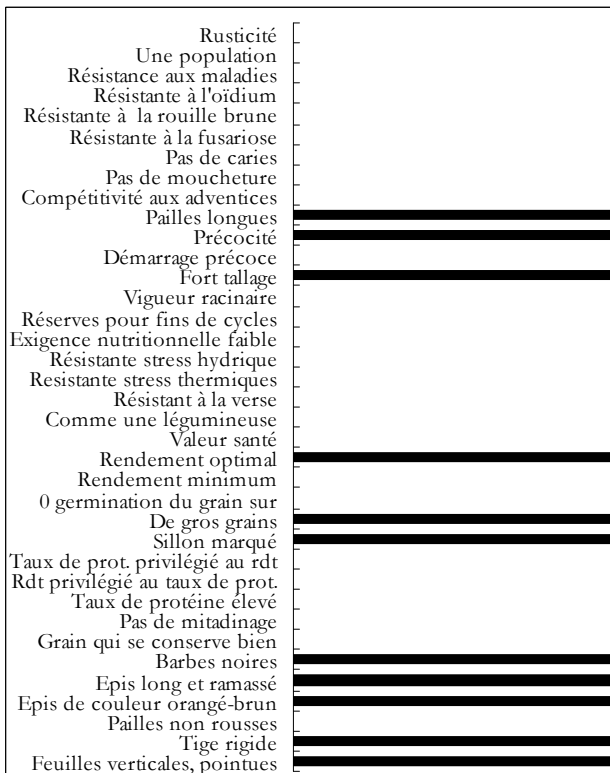 Rusticité
Une population
Résistance aux maladies
Résistante à l'oïdium
Résistante à la rouille brune
Résistante à la fusariose
Pas de caries
Pas de moucheture
Compétitivité aux adventices
Pailles longues
Précocité
Démarrage précoce
Fort tallage
Vigueur racinaire
Réserves pour fins de cycles
Exigence nutritionnelle faible
Résistante stress hydrique
Resistante stress thermiques
Résistant à la verse
Comme une légumineuse
Valeur santé
Rendement optimal
Rendement minimum
0 germination du grain sur
De gros grains
Sillon marqué
Taux de prot. privilégié au rdt
Rdt privilégié au taux de prot.
Taux de protéine élevé
Pas de mitadinage
Grain qui se conserve bien
Barbes noires
Epis long et ramassé
Epis de couleur orangé-brun
Pailles non rousses
Tige rigide
Feuilles verticales, pointues